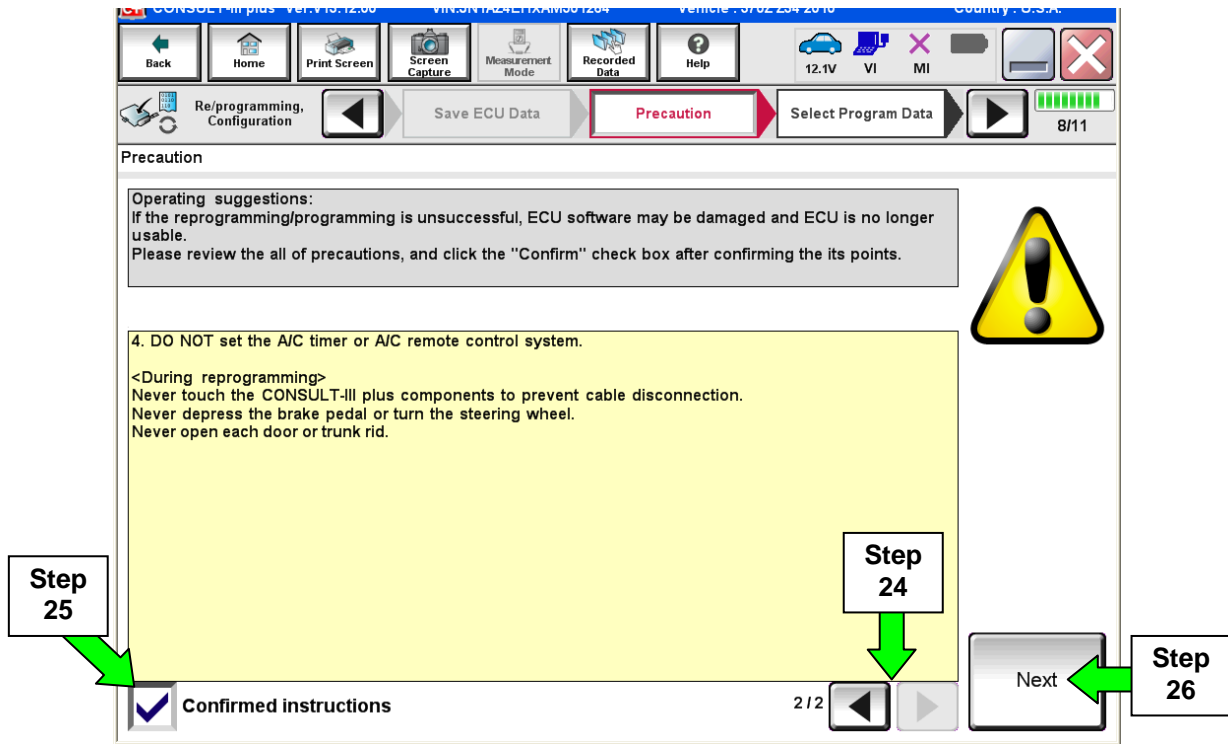 Back
Home
Print Screen
Screen
Capture
Measurement
Mode
Recorded
Data
Help
12.1V
VI
MI
Re/programming,
Configuration
Save ECU Data
Precaution
Select Program Data
8/11
Precaution
Operating suggestions:
If the reprogramming/programming is unsuccessful, ECU software may be damaged and ECU is no longer
usable.
Please review the all of precautions, and click the "Confirm" check box after confirming the its points.
4. DO NOT set the A/C timer or A/C remote control system.
<During reprogramming>
Never touch the CONSULT-III plus components to prevent cable disconnection.
Never depress the brake pedal or turn the steering wheel.
Never open each door or trunk rid.
Step
24
Step
25
Confirmed instructions
2/2
Next
Step
26